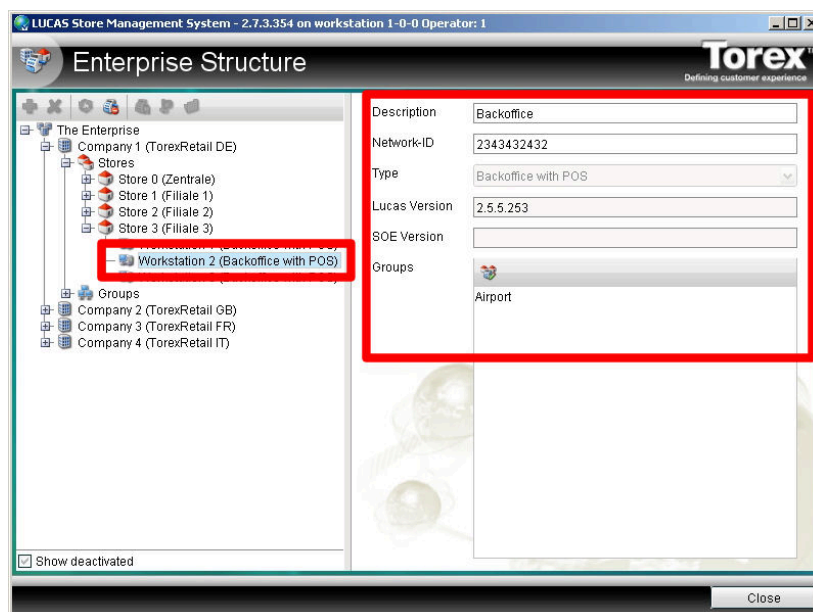 LUCAS Store Management System - 2.7.3.354 on workstation 1-0-0 Operator: 1
Enterprise Structure
Torex
Defining customer experience
The Enterprise
Company 1 (TorexRetail DE)
Stores
Store 0 (Zentrale)
Store 1 (Filiale 1)
Store 2 (Filiale 2)
Store 3 (Filiale 3)
Workstation 2 (Backoffice with POS)
Groups
Company 2 (TorexRetail GB)
Company 3 (TorexRetail FR)
Company 4 (TorexRetail IT)
Show deactivated
Description Backoffice
Network-ID 2343432432
Type Backoffice with POS
Lucas Version 2.5.5.253
SOE Version
Groups
Airport
Close